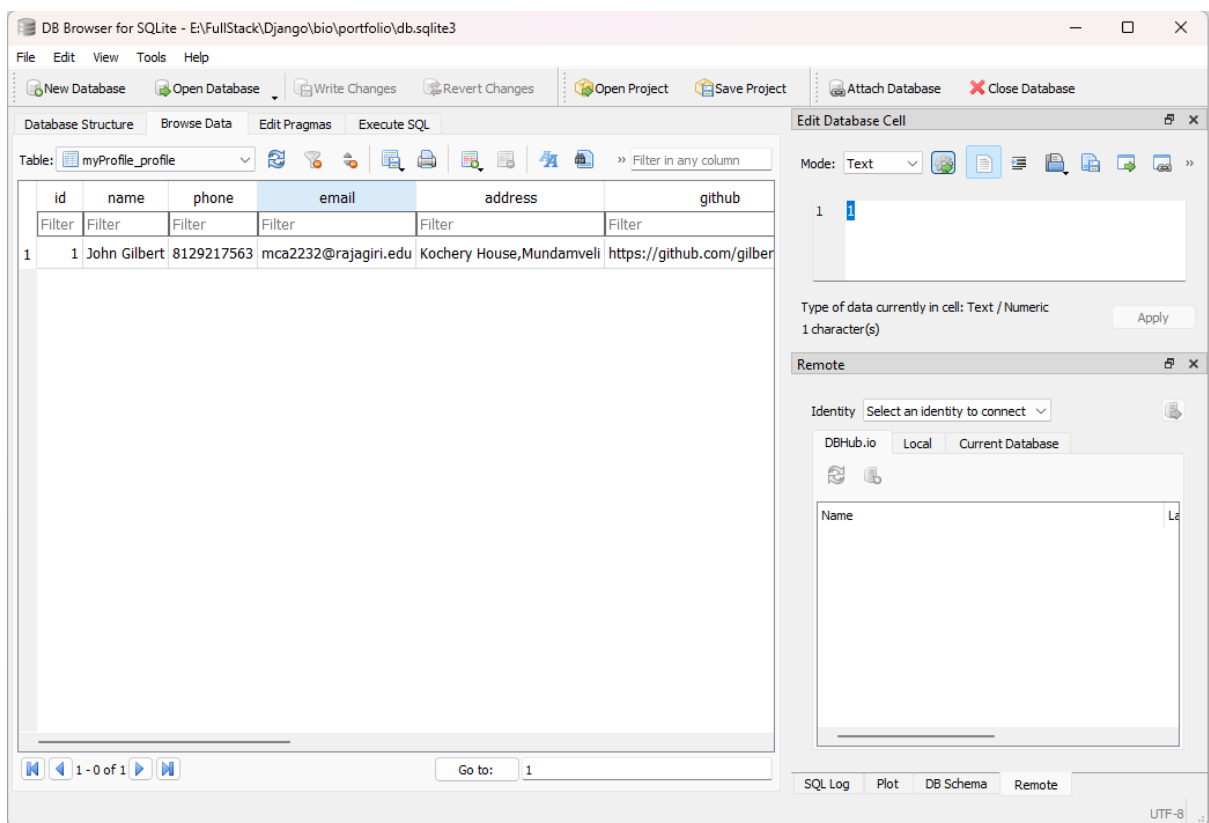 DB Browser for SQLite - E:\FullStack\Django\bio\portfolio\db.sqlite3
File Edit View Tools Help
New Database Open Database Write Changes Revert Changes Open Project Save Project Attach Database Close Database
Database Structure Browse Data Edit Pragmas Execute SQL
Table: myProfile_profile » Filter in any column
id name phone email address github
Filter Filter Filter Filter Filter Filter
1 1 John Gilbert 8129217563 mca2232@rajagiri.edu Kochery House,Mundamveli https://github.com/gilber
1 - 0 of 1 Go to: 1
Edit Database Cell
Mode: Text »
1 1
Type of data currently in cell: Text / Numeric
1 character(s)
Apply
Remote
Identity Select an identity to connect
DBHub.io Local Current Database
Name La
SQL Log Plot DB Schema Remote
UTF-8